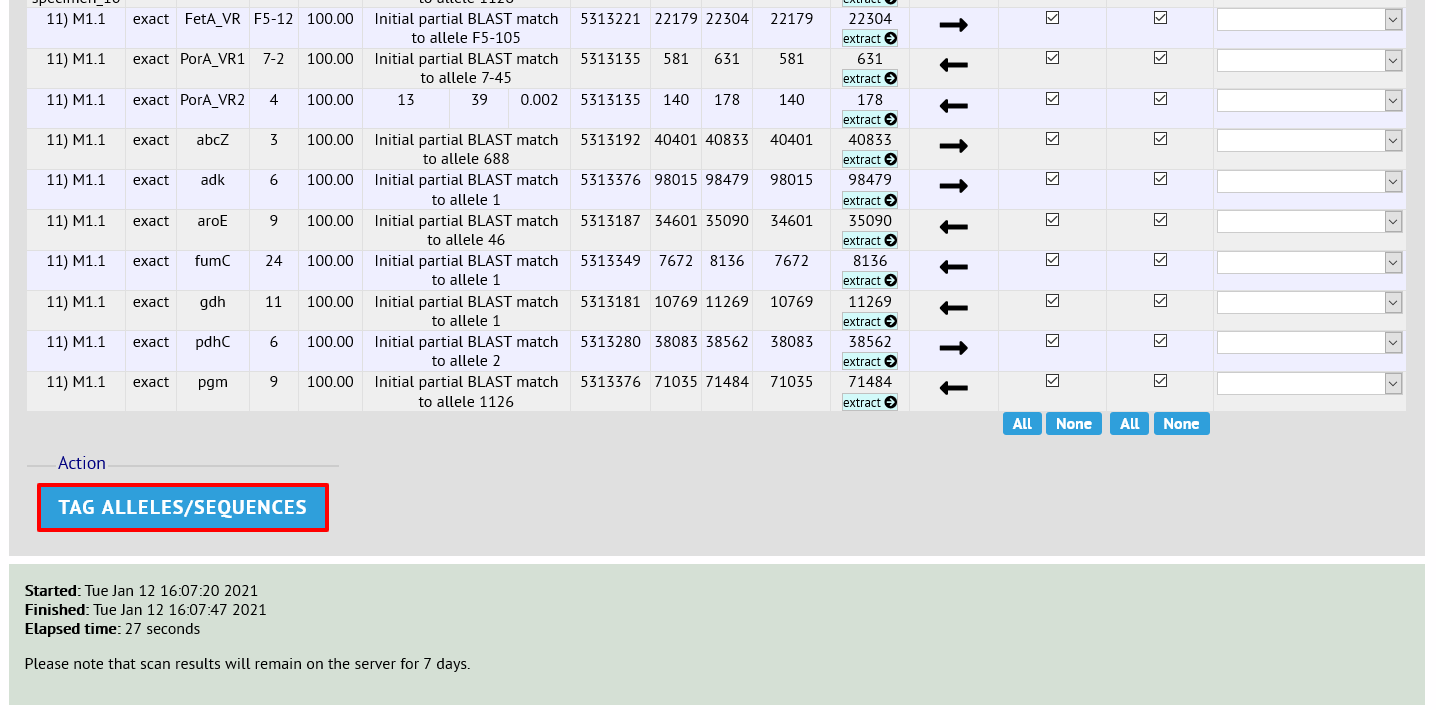 specimen_10 to allele 1126 extract
11) M1.1 exact FetA_VR F5-12 100.00 Initial partial BLAST match 5313221 22179 22304 22179 22304
to allele F5-105 extract
11) M1.1 exact PorA_VR1 7-2 100.00 Initial partial BLAST match 5313135 581 631 581 631
to allele 7-45 extract
11) M1.1 exact PorA_VR2 4 100.00 13 39 0.002 5313135 140 178 140 178
extract
11) M1.1 exact abcZ 3 100.00 Initial partial BLAST match 5313192 40401 40833 40401 40833
to allele 688 extract
11) M1.1 exact adk 6 100.00 Initial partial BLAST match 5313376 98015 98479 98015 98479
to allele 1 extract
11) M1.1 exact aroE 9 100.00 Initial partial BLAST match 5313187 34601 35090 34601 35090
to allele 46 extract
11) M1.1 exact fumC 24 100.00 Initial partial BLAST match 5313349 7672 8136 7672 8136
to allele 1 extract
11) M1.1 exact gdh 11 100.00 Initial partial BLAST match 5313181 10769 11269 10769 11269
to allele 1 extract
11) M1.1 exact pdhC 6 100.00 Initial partial BLAST match 5313280 38083 38562 38083 38562
to allele 2 extract
11) M1.1 exact pgm 9 100.00 Initial partial BLAST match 5313376 71035 71484 71035 71484
to allele 1126 extract
All None All None
Action
TAG ALLELES/SEQUENCES
Started: Tue Jan 12 16:07:20 2021
Finished: Tue Jan 12 16:07:47 2021
Elapsed time: 27 seconds
Please note that scan results will remain on the server for 7 days.